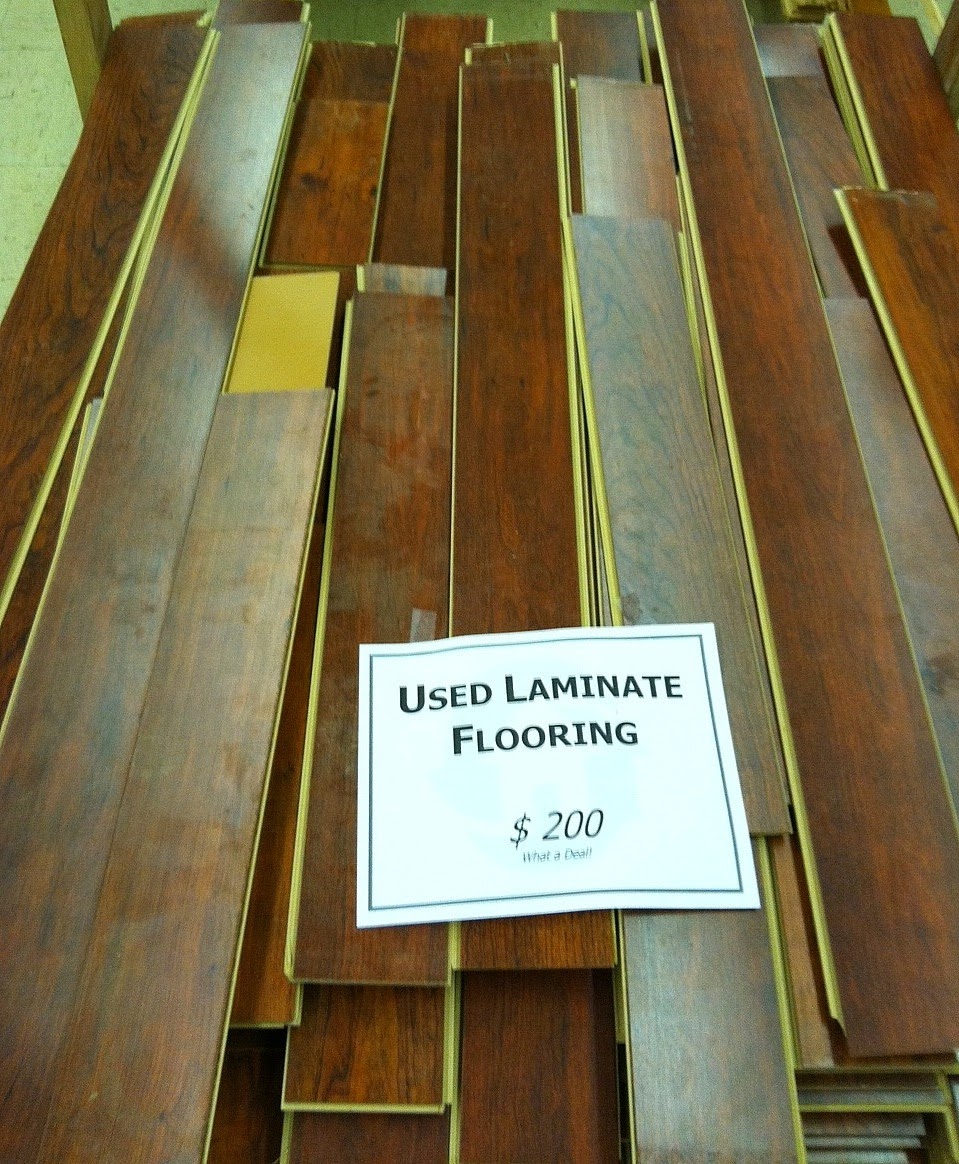 USED LAMINATE
FLOORING
$ 200
What a Deal!